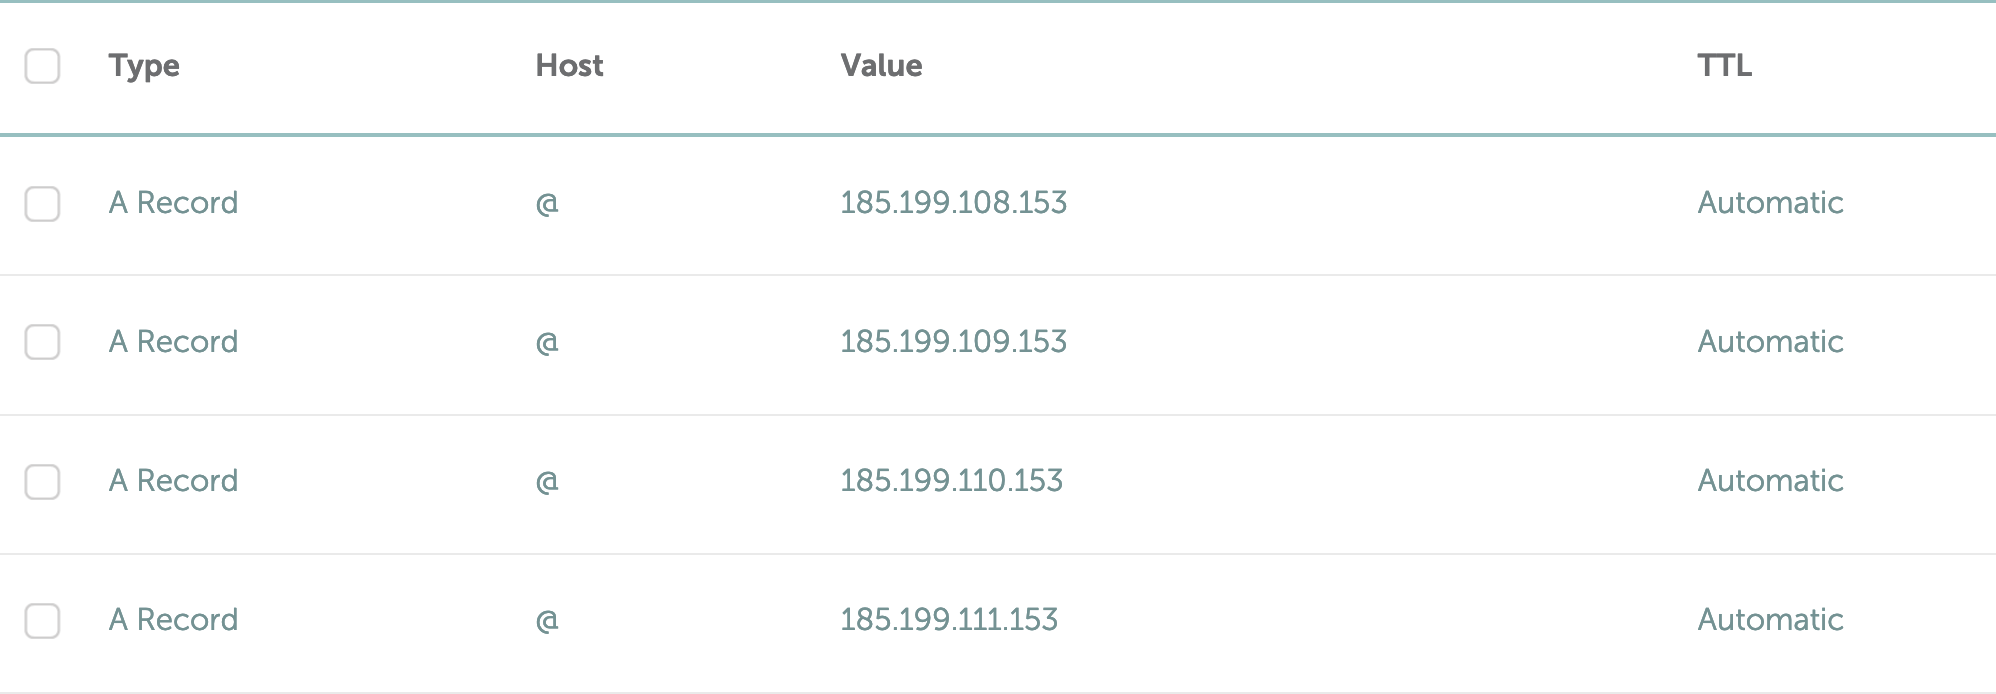 Type Host Value TTL
A Record @ 185.199.108.153 Automatic
A Record @ 185.199.109.153 Automatic
A Record @ 185.199.110.153 Automatic
A Record @ 185.199.111.153 Automatic